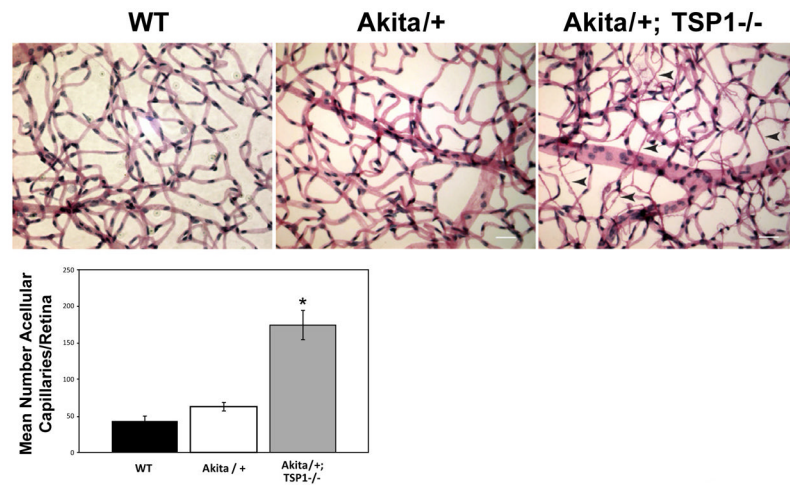 WT
Akita/+
Akita/+; TSP1-/-
Mean Number Acellular
Capillaries/Retina
250
200
150
100
50
0
*
WT
Akita / +
Akita/+;
TSP1-/-